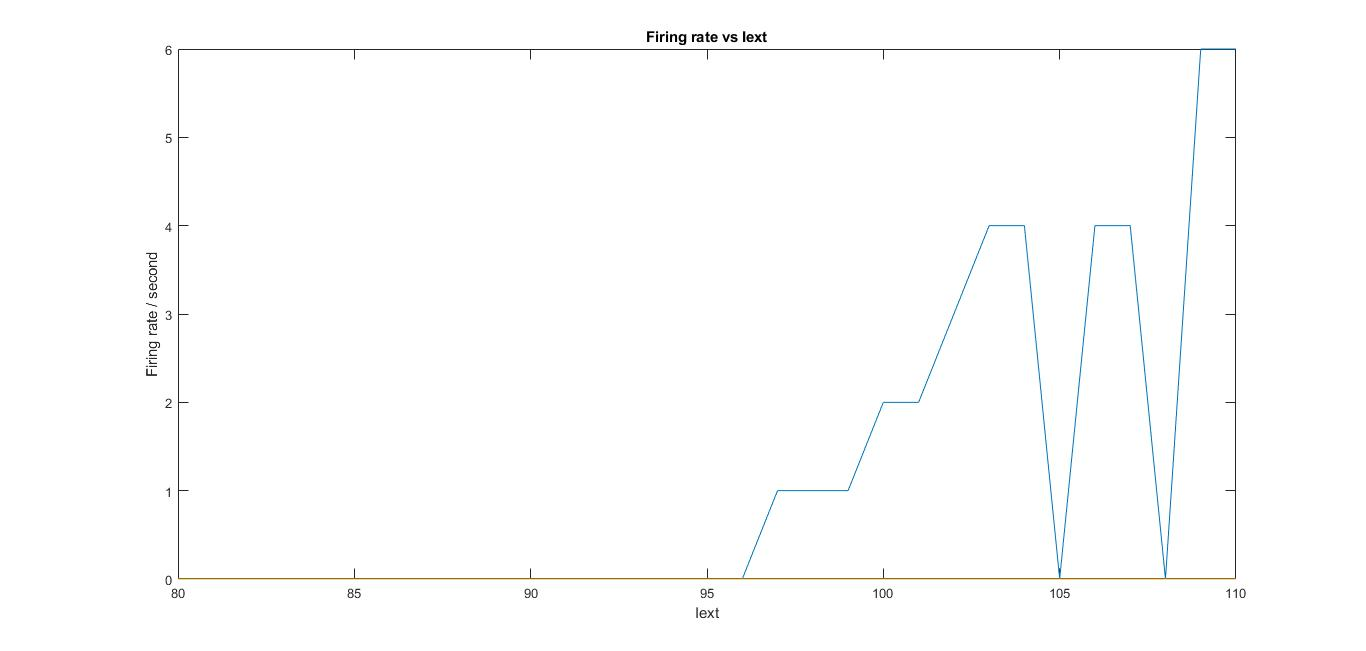 Firing rate vs Iext
6
5
4
3
2
1
0
Firing rate / second
80 85 90 95 100 105 110
Iext